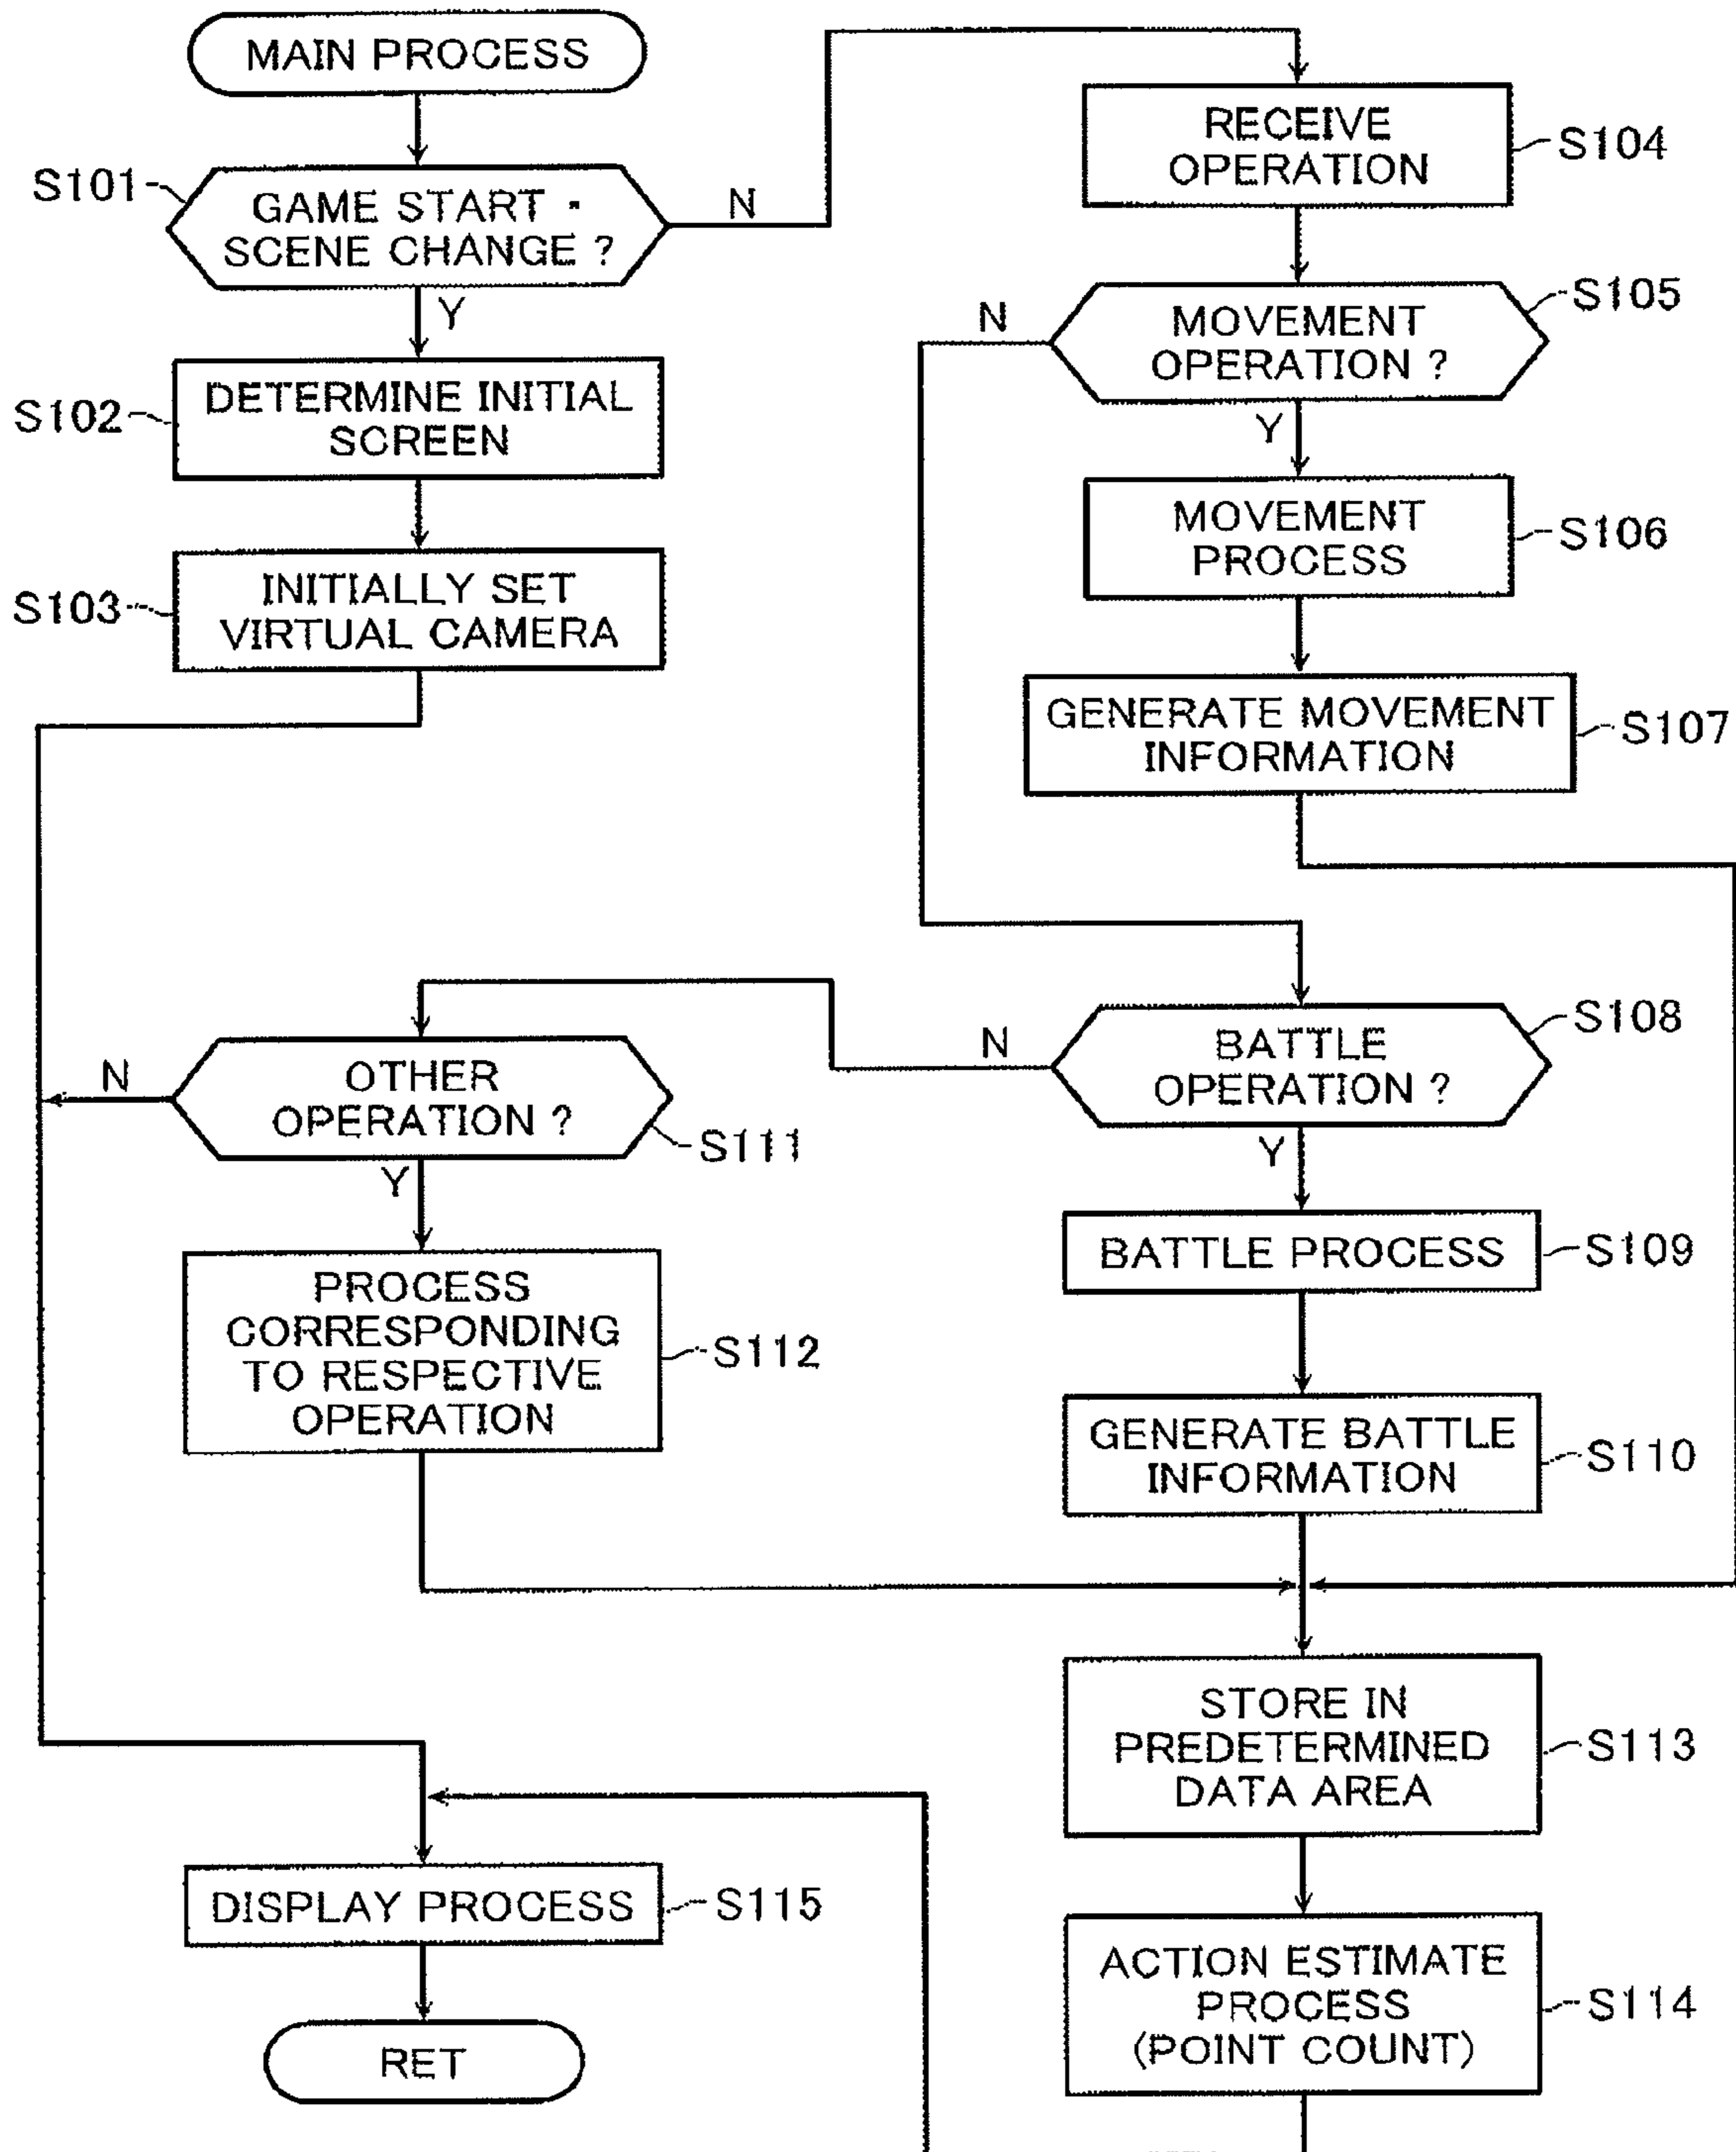 MAIN PROCESS
S101
GAME START ・
SCENE CHANGE ?
N
Y
S102
DETERMINE INITIAL
SCREEN
S103
INITIALLY SET
VIRTUAL CAMERA
RECEIVE
OPERATION
S104
MOVEMENT
OPERATION ?
S105
N
Y
MOVEMENT
PROCESS
S106
GENERATE MOVEMENT
INFORMATION
S107
BATTLE
OPERATION ?
S108
N
Y
BATTLE PROCESS
S109
GENERATE BATTLE
INFORMATION
S110
OTHER
OPERATION ?
S111
N
Y
PROCESS
CORRESPONDING
TO RESPECTIVE
OPERATION
S112
STORE IN
PREDETERMINED
DATA AREA
S113
ACTION ESTIMATE
PROCESS
(POINT COUNT)
S114
DISPLAY PROCESS
S115
RET